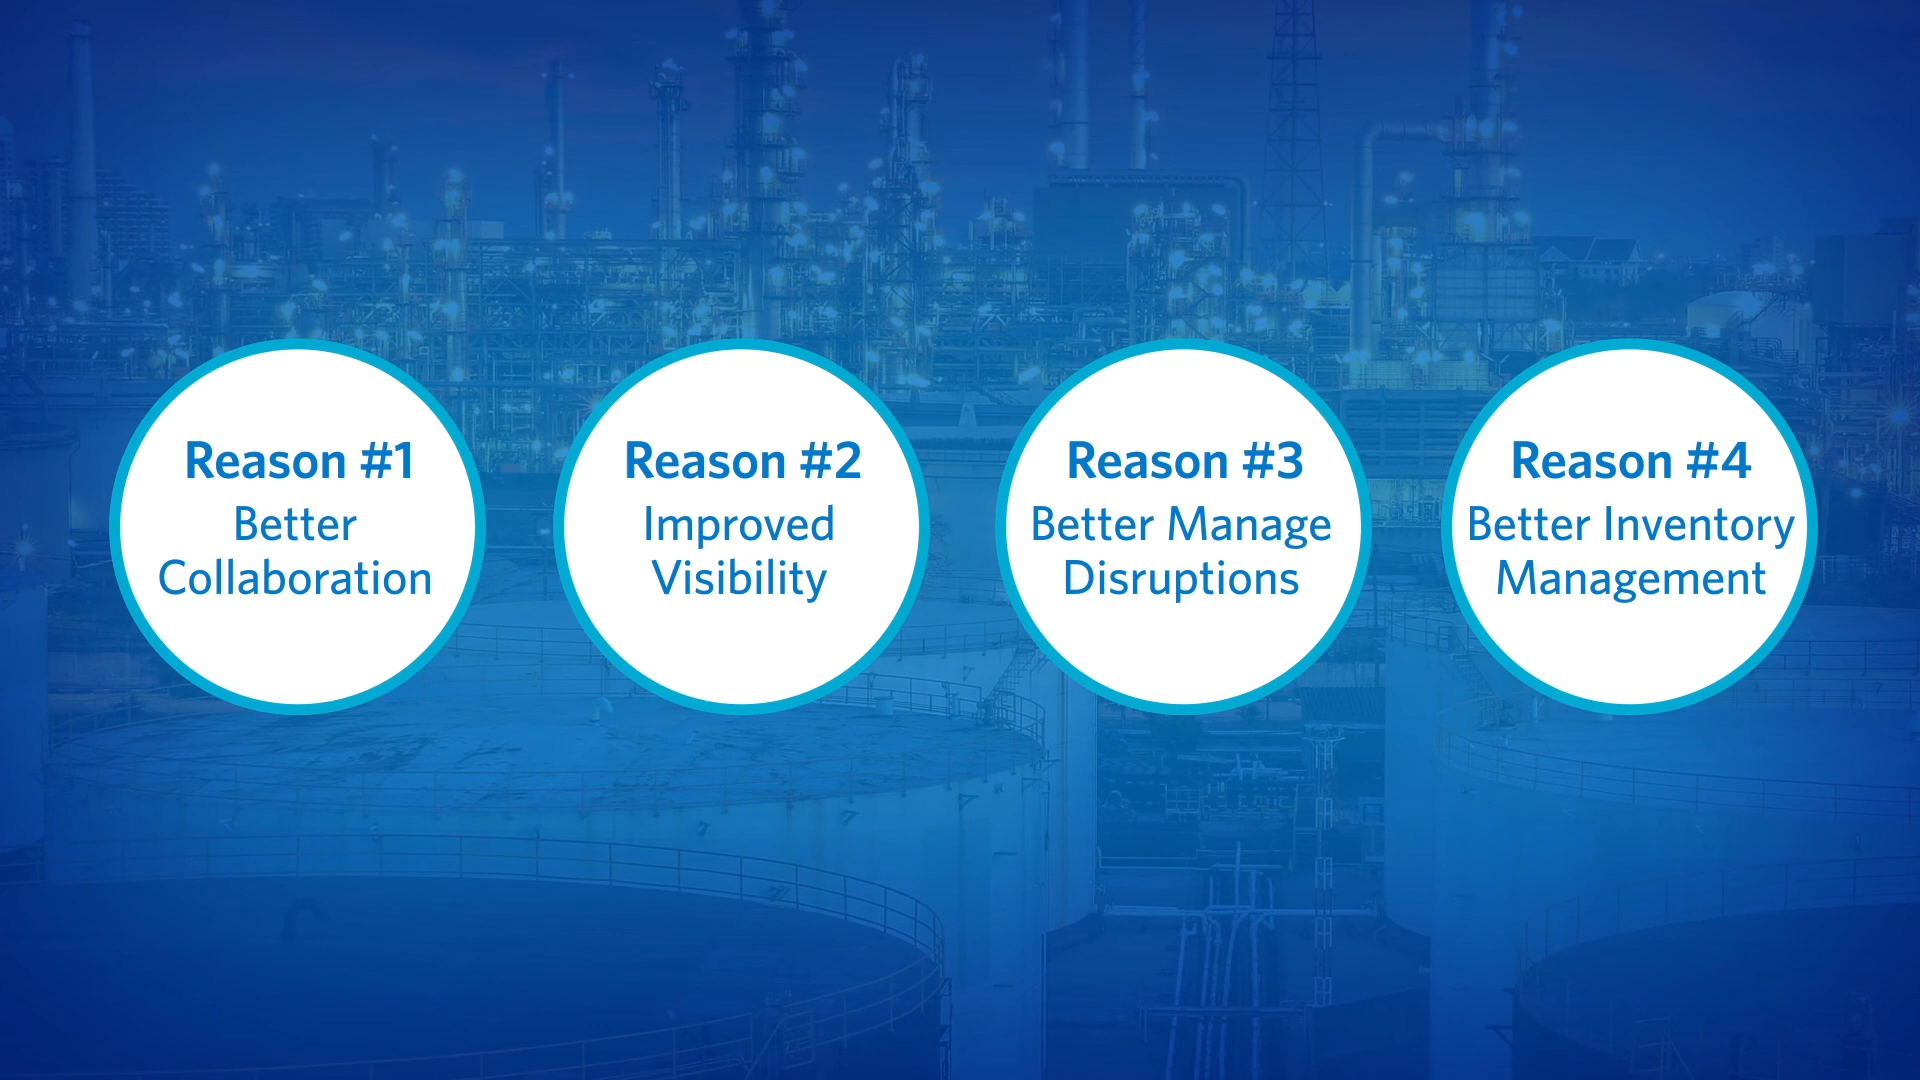 Reason #1
Better
Collaboration
Reason #2
Improved
Visibility
Reason #3
Better Manage
Disruptions
Reason #4
Better Inventory
Management